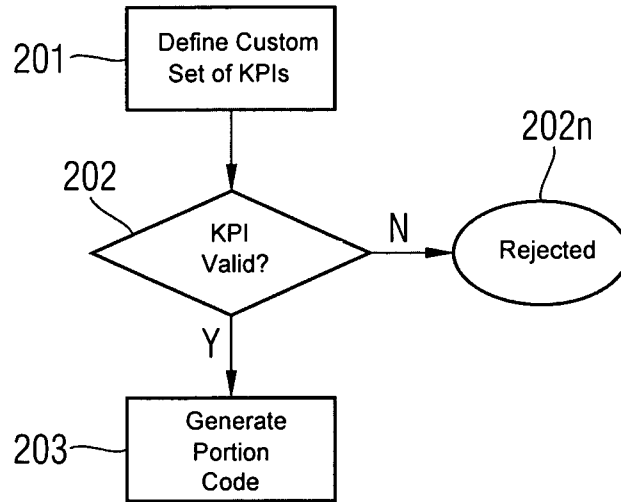 201
Define Custom
Set of KPIs
202
KPI
Valid?
N
202n
Rejected
Y
203
Generate
Portion
Code